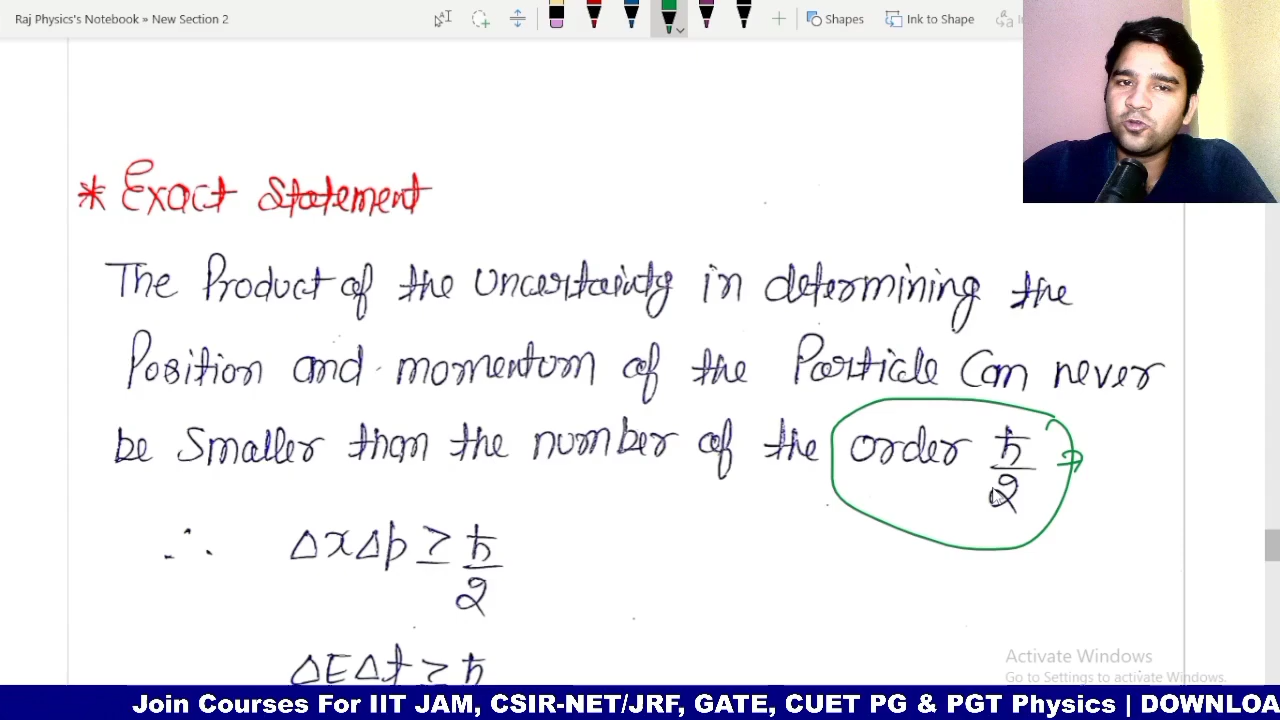 Raj Physics's Notebook » New Section 2
Shapes
Ink to Shape
* Exact Statement
The Product of the Uncertainty in determining the
Position and momentum of the Particle Can never
be Smaller than the number of the order ħ/2
∴ ΔxΔp ≥ ħ/2
ΔEΔt ≥ ħ
Activate Windows
Go to Settings to activate Windows.
Join Courses For IIT JAM, CSIR-NET/JRF, GATE, CUET PG & PGT Physics | DOWNLOA